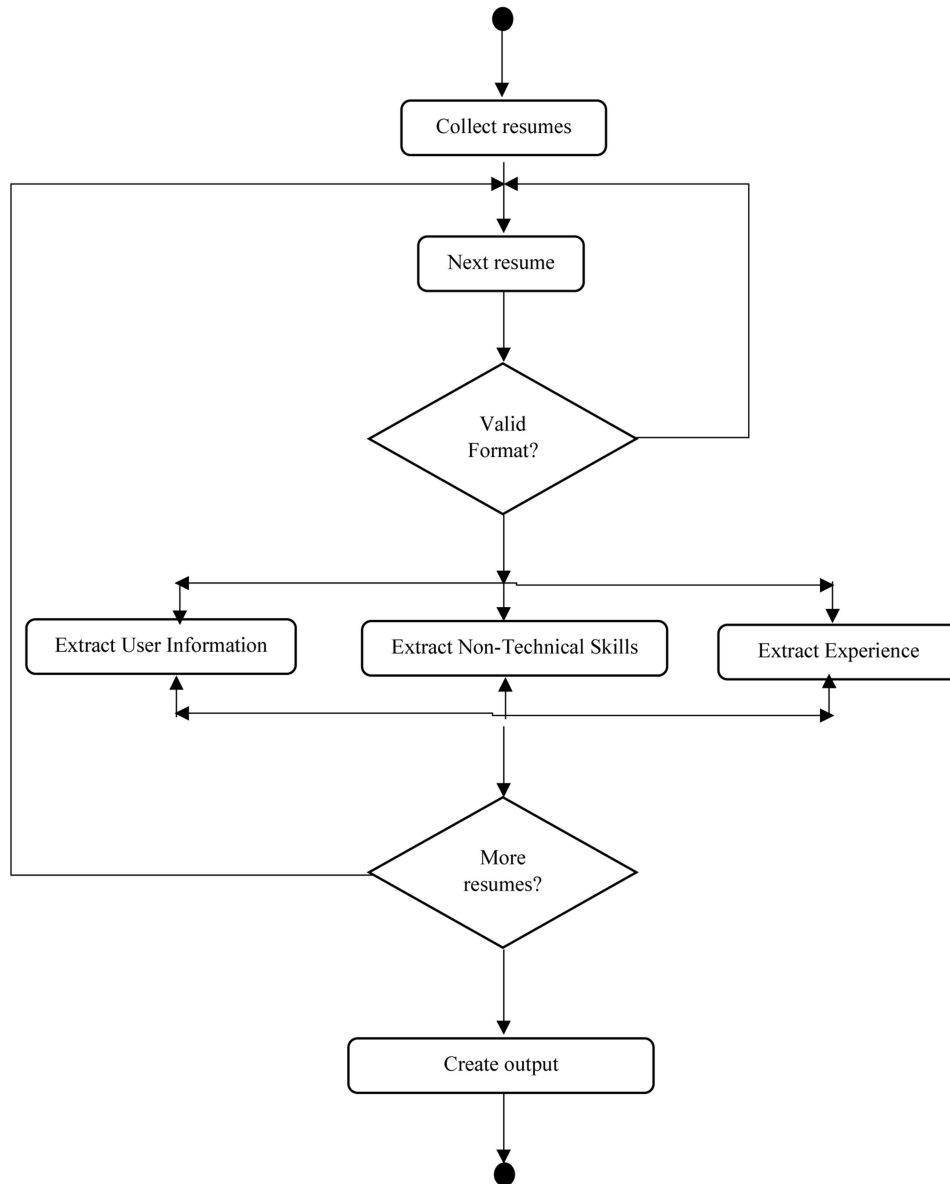 Collect resumes
Next resume
Valid
Format?
Extract User Information
Extract Non-Technical Skills
Extract Experience
More
resumes?
Create output